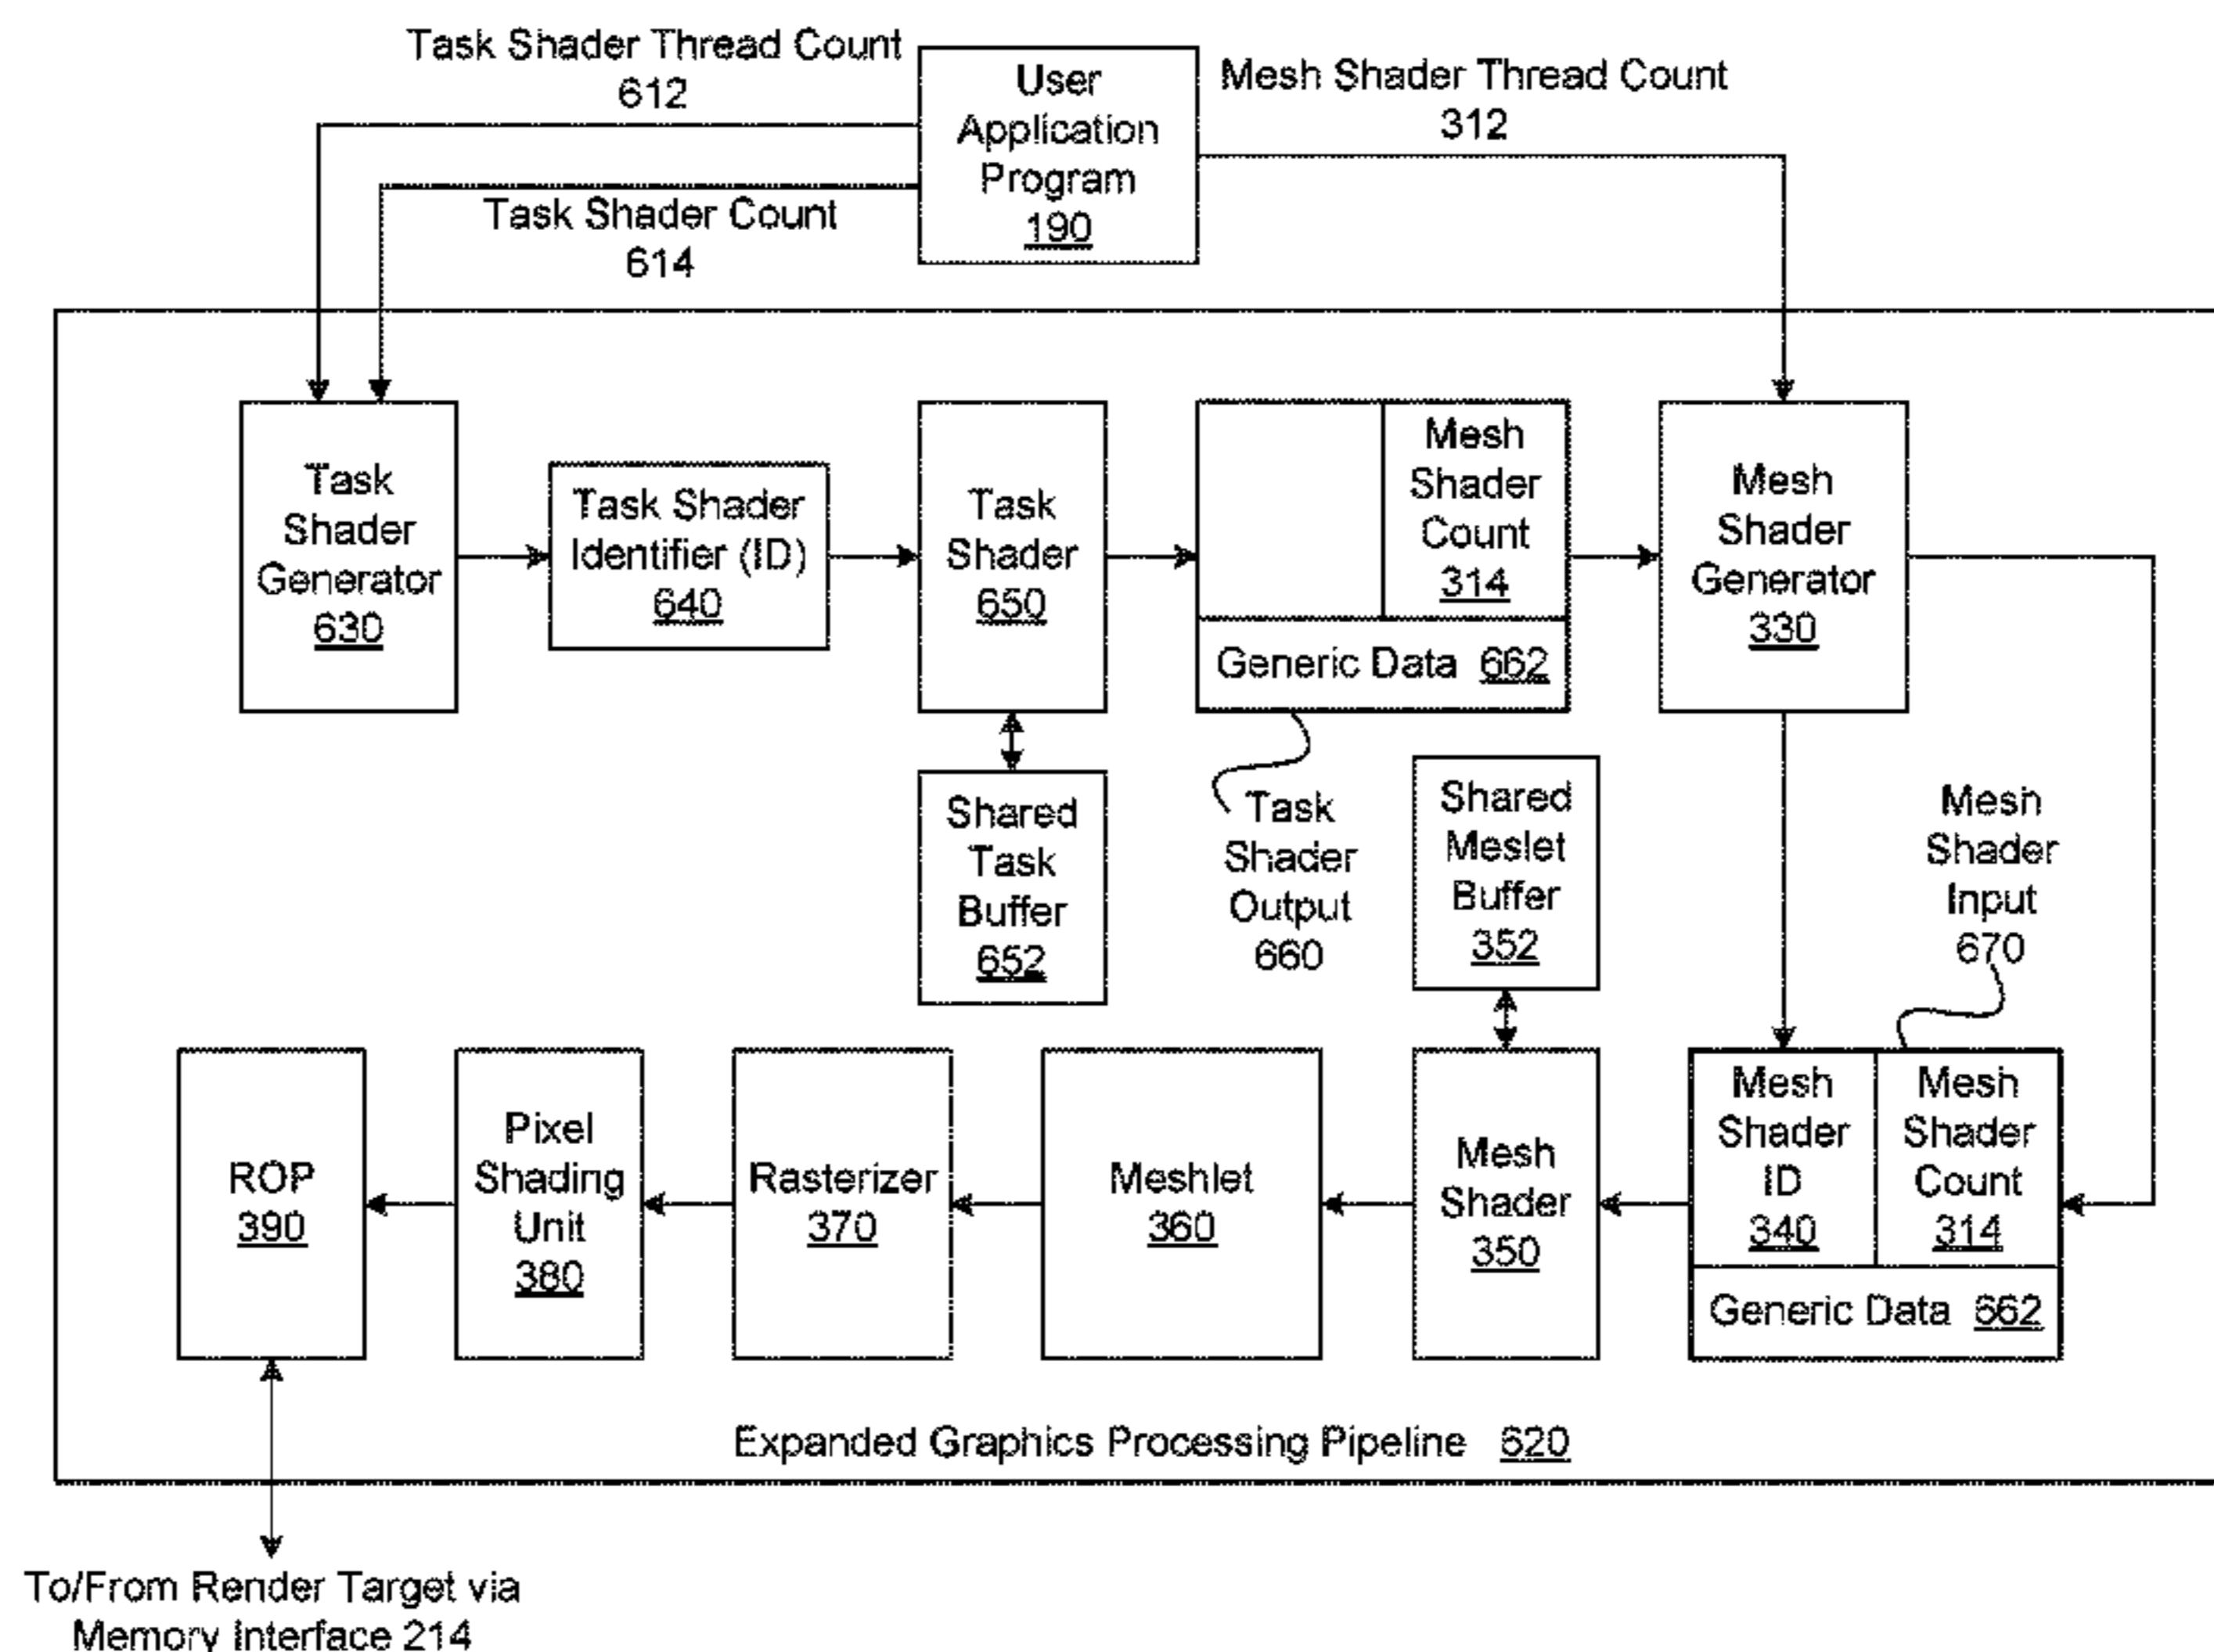 Task Shader Thread Count
612
User
Application
Program
190
Mesh Shader Thread Count
312
Task Shader Count
614
Task
Shader
Generator
630
Task Shader
Identifier (ID)
640
Task
Shader
650
Mesh
Shader
Count
314
Generic Data 662
Mesh
Shader
Generator
330
Shared
Task
Buffer
652
Task
Shader
Output
660
Shared
Meslet
Buffer
352
Mesh
Shader
Input
670
ROP
390
Pixel
Shading
Unit
380
Rasterizer
370
Meshlet
360
Mesh
Shader
350
Mesh
Shader
ID
340
Mesh
Shader
Count
314
Generic Data 662
Expanded Graphics Processing Pipeline 620
To/From Render Target via
Memory Interface 214